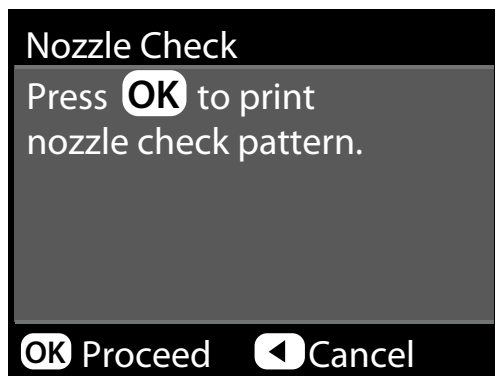 Nozzle Check
Press OK to print
nozzle check pattern.
OK Proceed ◀ Cancel